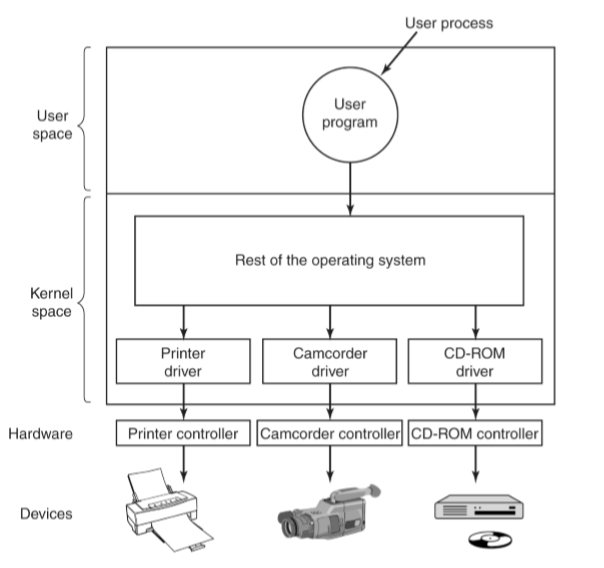 User process
User
program
User
space
Rest of the operating system
Kernel
space
Printer
driver
Camcorder
driver
CD-ROM
driver
Hardware
Printer controller
Camcorder controller
CD-ROM controller
Devices